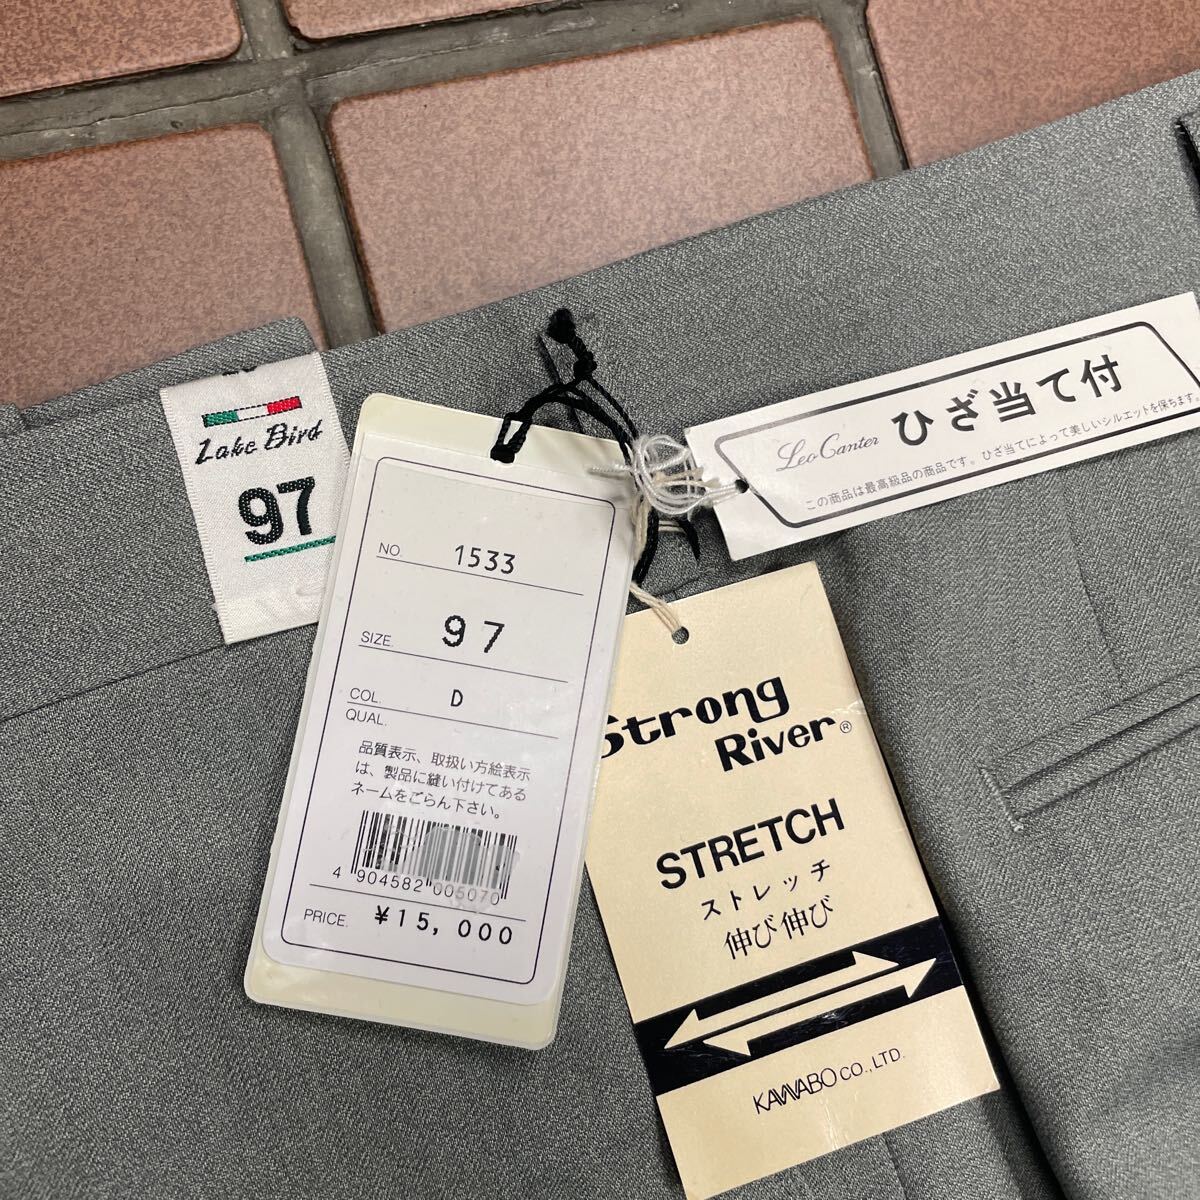 Lake Bird
97
NO. 1533
SIZE. 97
COL. D
QUAL.
品質表示、取扱い方絵表示
は、製品に縫い付けてある
ネームをごらん下さい。
4 904582 005070
PRICE. ¥15,000
Leo Canter ひざ当て付
この商品は最高級品の商品です。ひざ当てによって美しいシルエットを保ちます。
Strong
River®
STRETCH
ストレッチ
伸び伸び
KAWABO CO.,LTD.